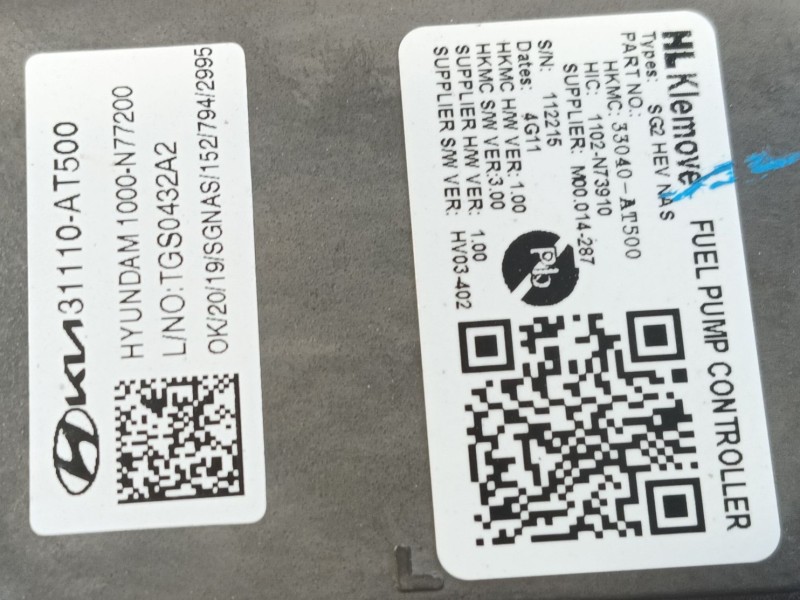 KIA 31110-AT500
HYUNDAM 1000-N77200
L/NO:TGS0432A2
OK/20/19/SGNAS/152/794/2995
HL Klemove FUEL PUMP CONTROLLER
Types: SG2 HEV NAS
PART NO.:
HKMC: 33040-AT500
HIC: 1102-N73910
SUPPLIER: M00.014-287
S/N: 112215
Dates: 4G11
HKMC H/W VER: 1.00
HKMC S/W VER:3.00
SUPPLIER H/W VER: 1.00
SUPPLIER S/W VER: HV03-402
Pb
L